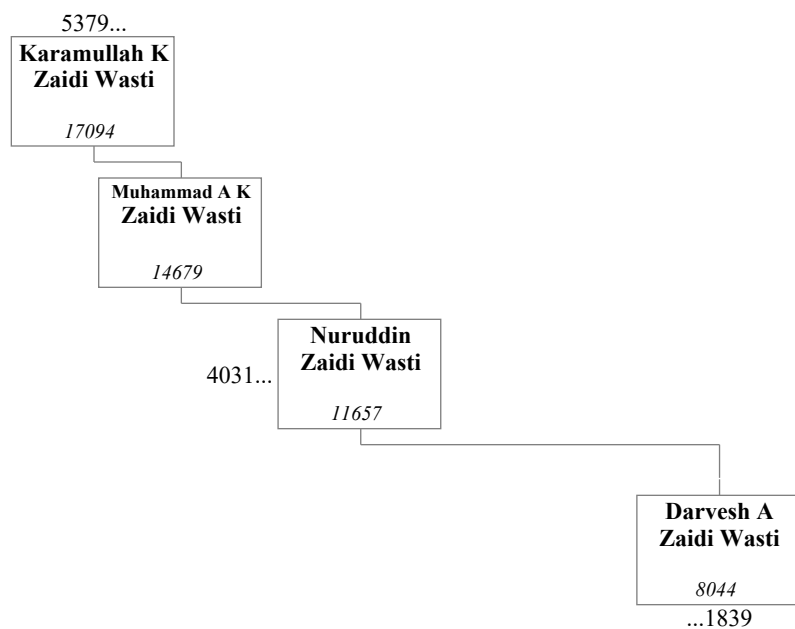 5379...
Karamullah K
Zaidi Wasti
17094
Muhammad A K
Zaidi Wasti
14679
Nuruddin
Zaidi Wasti
4031...
11657
Darvesh A
Zaidi Wasti
8044
...1839